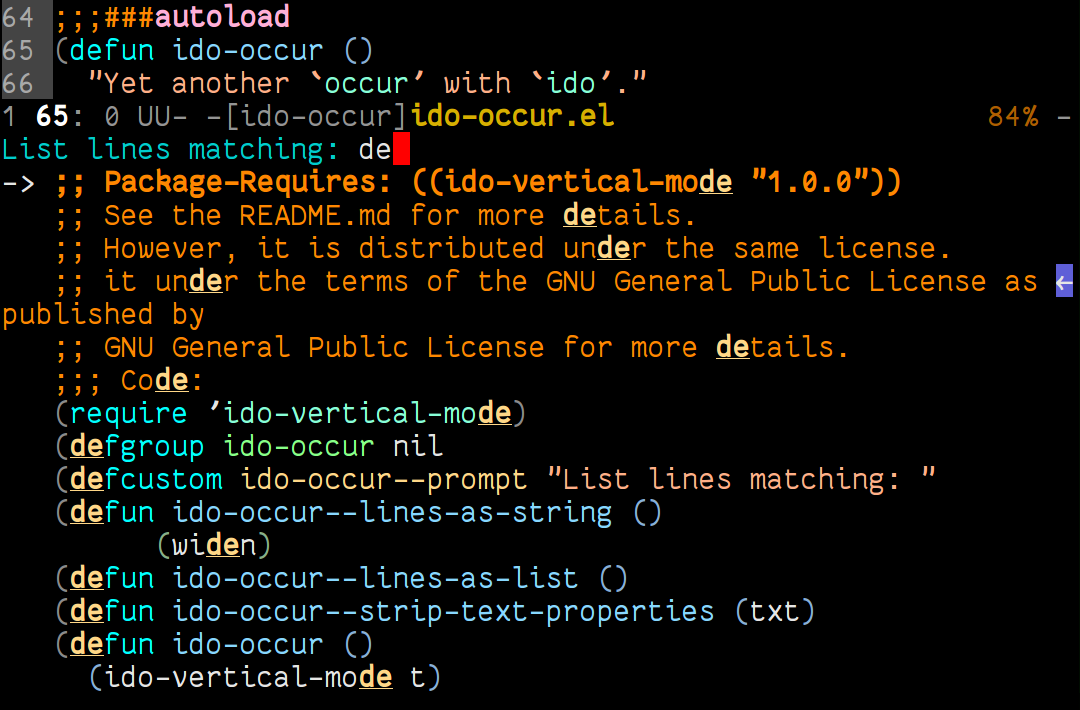 64 ;;;###autoload
65 (defun ido-occur ()
66   "Yet another `occur' with `ido'."
1 65: 0 UU- -[ido-occur]ido-occur.el 84% -
List lines matching: de
-> ;; Package-Requires: ((ido-vertical-mode "1.0.0"))
   ;; See the README.md for more details.
   ;; However, it is distributed under the same license.
   ;; it under the terms of the GNU General Public License as ←
published by
   ;; GNU General Public License for more details.
   ;;; Code:
   (require 'ido-vertical-mode)
   (defgroup ido-occur nil
   (defcustom ido-occur--prompt "List lines matching: "
   (defun ido-occur--lines-as-string ()
         (widen)
   (defun ido-occur--lines-as-list ()
   (defun ido-occur--strip-text-properties (txt)
   (defun ido-occur ()
     (ido-vertical-mode t)